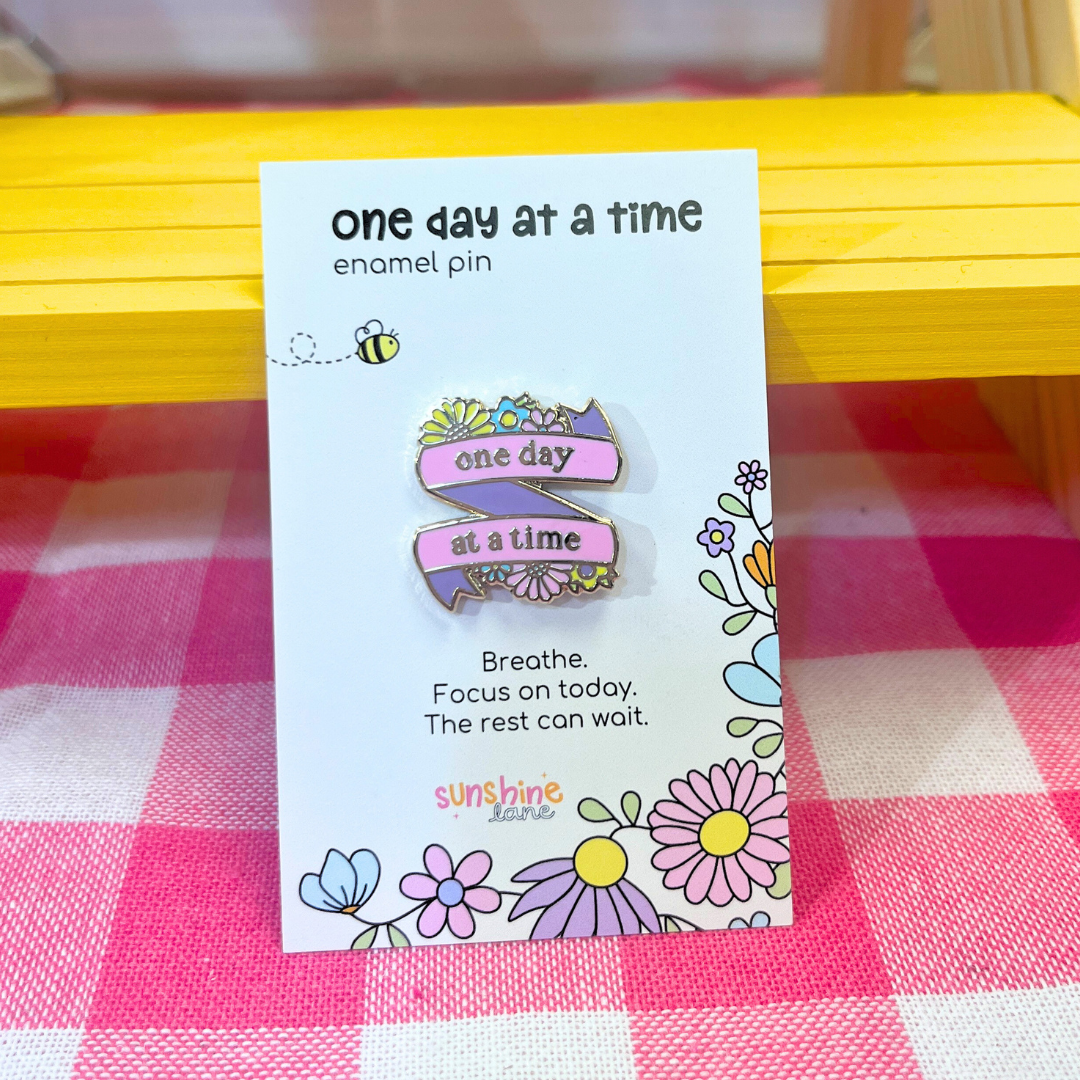 one day at a time
enamel pin
one day
at a time
Breathe.
Focus on today.
The rest can wait.
sunshine
lane